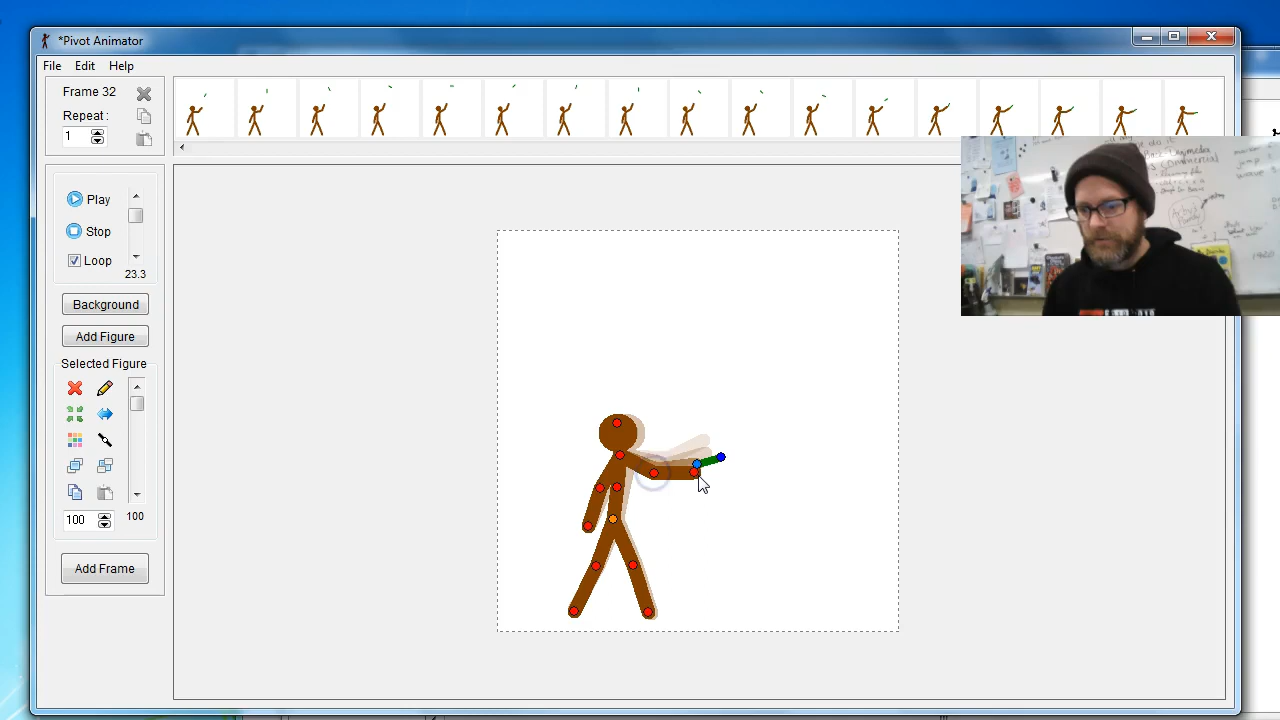 *Pivot Animator
File Edit Help
Frame 32
Repeat:
1
Play
Stop
Loop
23.3
Background
Add Figure
Selected Figure
100
100
Add Frame